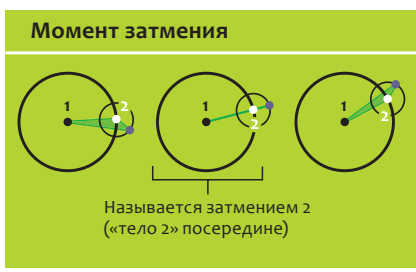 Момент затмения
1 2
1 2
1 2
Называется затмением 2
(«тело 2» посередине)